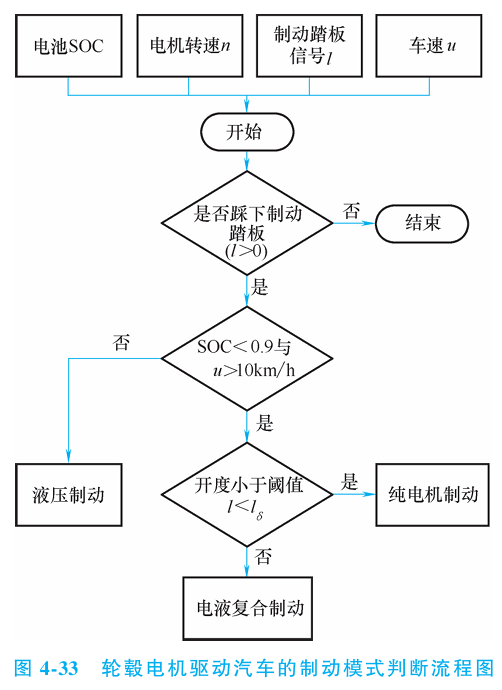 电池SOC
电机转速n
制动踏板
信号l
车速u
开始
是否踩下制动
踏板
(l>0)
否
结束
是
SOC<0.9与
u>10km/h
否
是
开度小于阈值
l<lδ
是
液压制动
纯电机制动
否
电液复合制动
图 4-33 轮毂电机驱动汽车的制动模式判断流程图